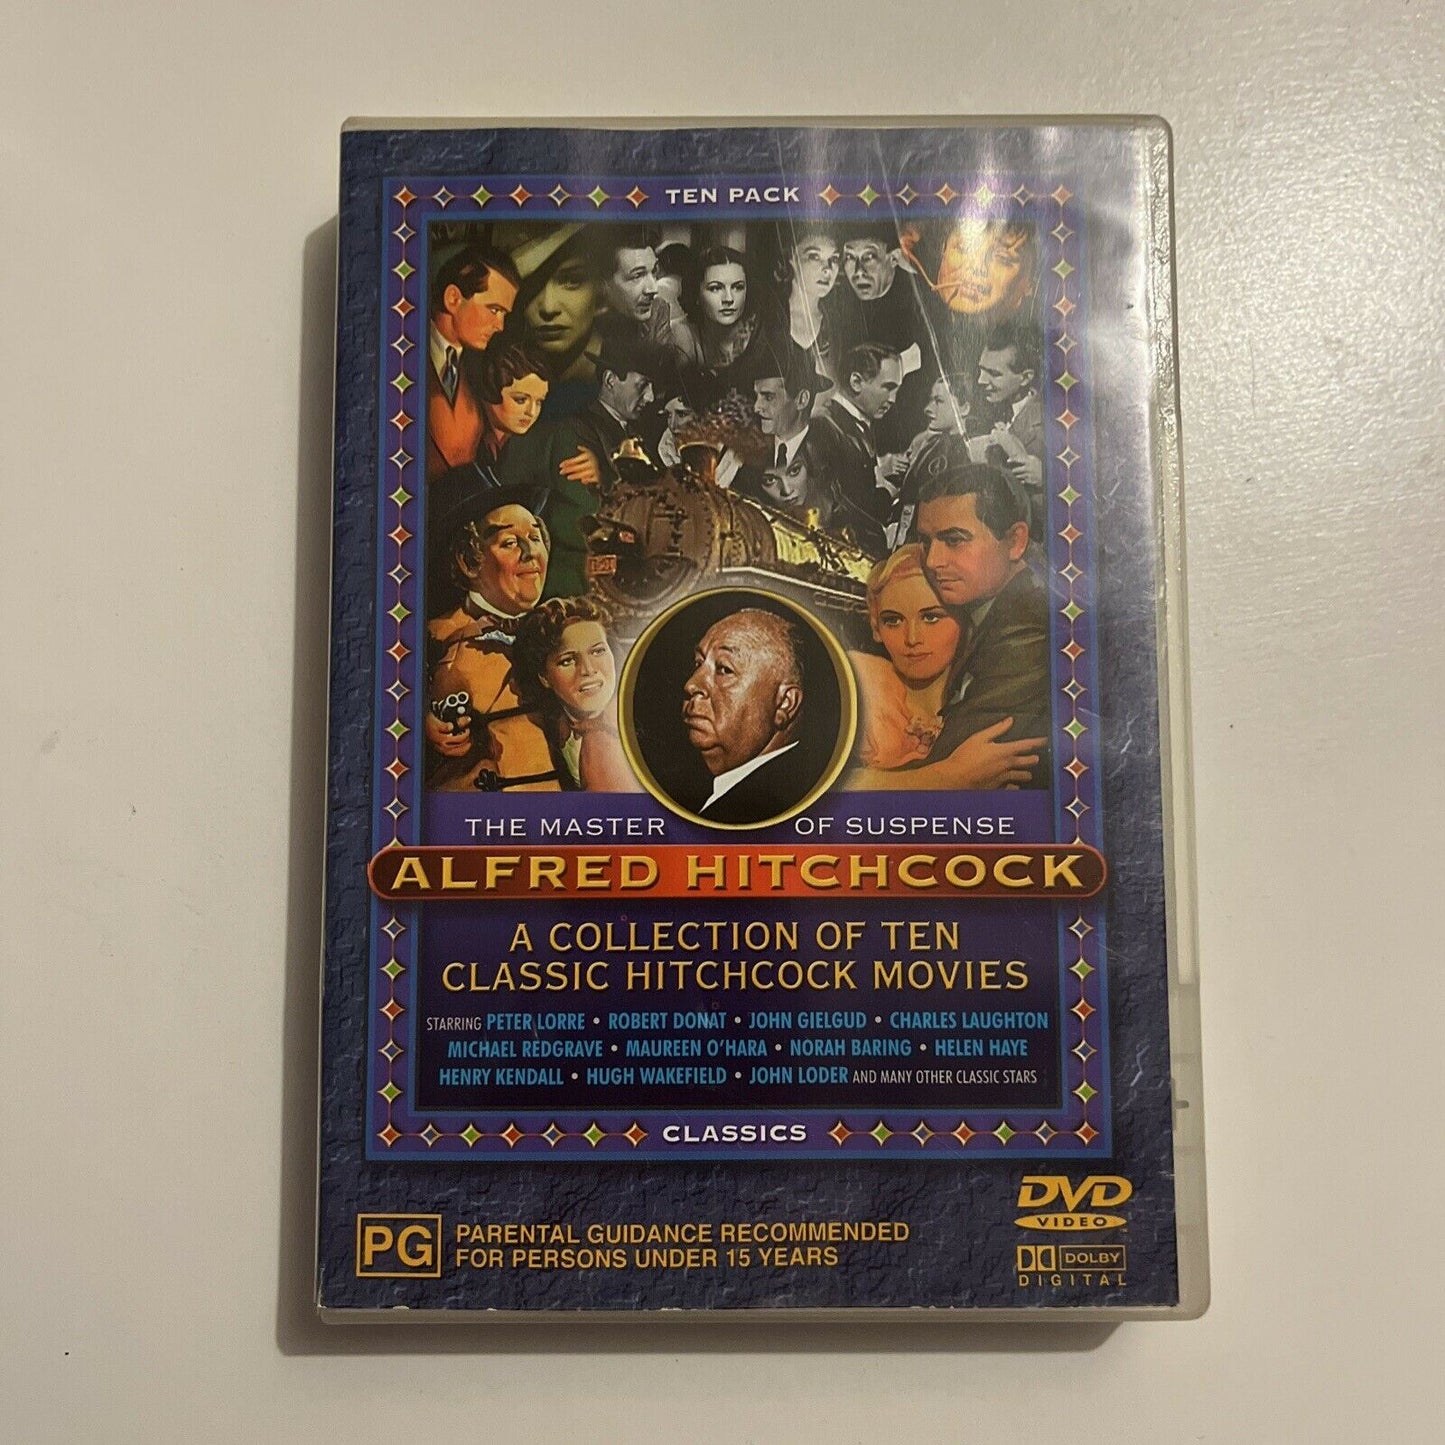 TEN PACK
THE MASTER OF SUSPENSE
ALFRED HITCHCOCK
A COLLECTION OF TEN
CLASSIC HITCHCOCK MOVIES
STARRING PETER LORRE • ROBERT DONAT • JOHN GIELGUD • CHARLES LAUGHTON
MICHAEL REDGRAVE • MAUREEN O'HARA • NORAH BARING • HELEN HAYE
HENRY KENDALL • HUGH WAKEFIELD • JOHN LODER AND MANY OTHER CLASSIC STARS
CLASSICS
PG
PARENTAL GUIDANCE RECOMMENDED
FOR PERSONS UNDER 15 YEARS
DVD
VIDEO
DOLBY
DIGITAL